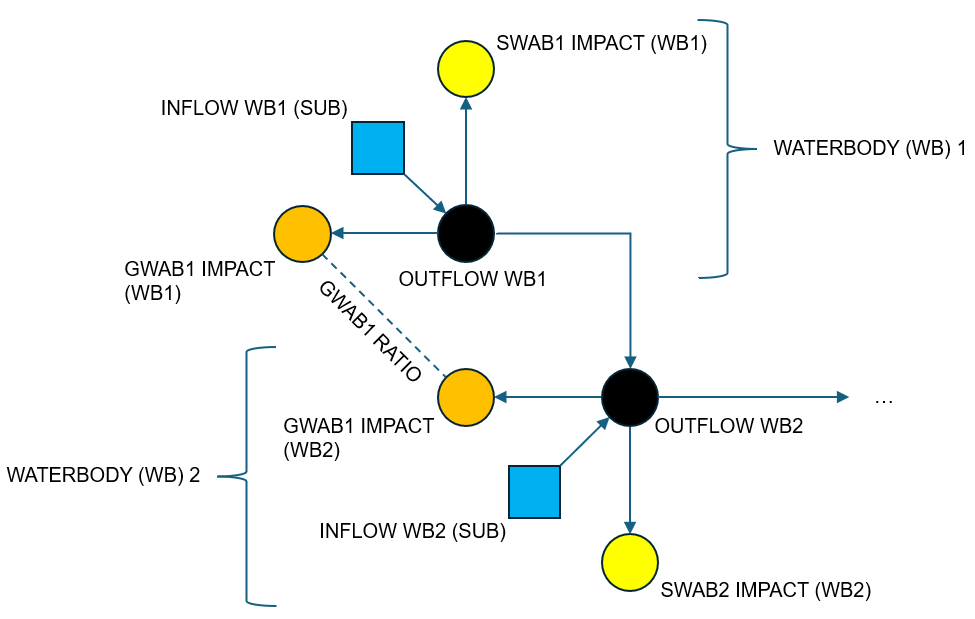 SWAB1 IMPACT (WB1)
INFLOW WB1 (SUB)
WATERBODY (WB) 1
GWAB1 IMPACT
(WB1)
OUTFLOW WB1
GWAB1 RATIO
GWAB1 IMPACT
(WB2)
OUTFLOW WB2
...
WATERBODY (WB) 2
INFLOW WB2 (SUB)
SWAB2 IMPACT (WB2)